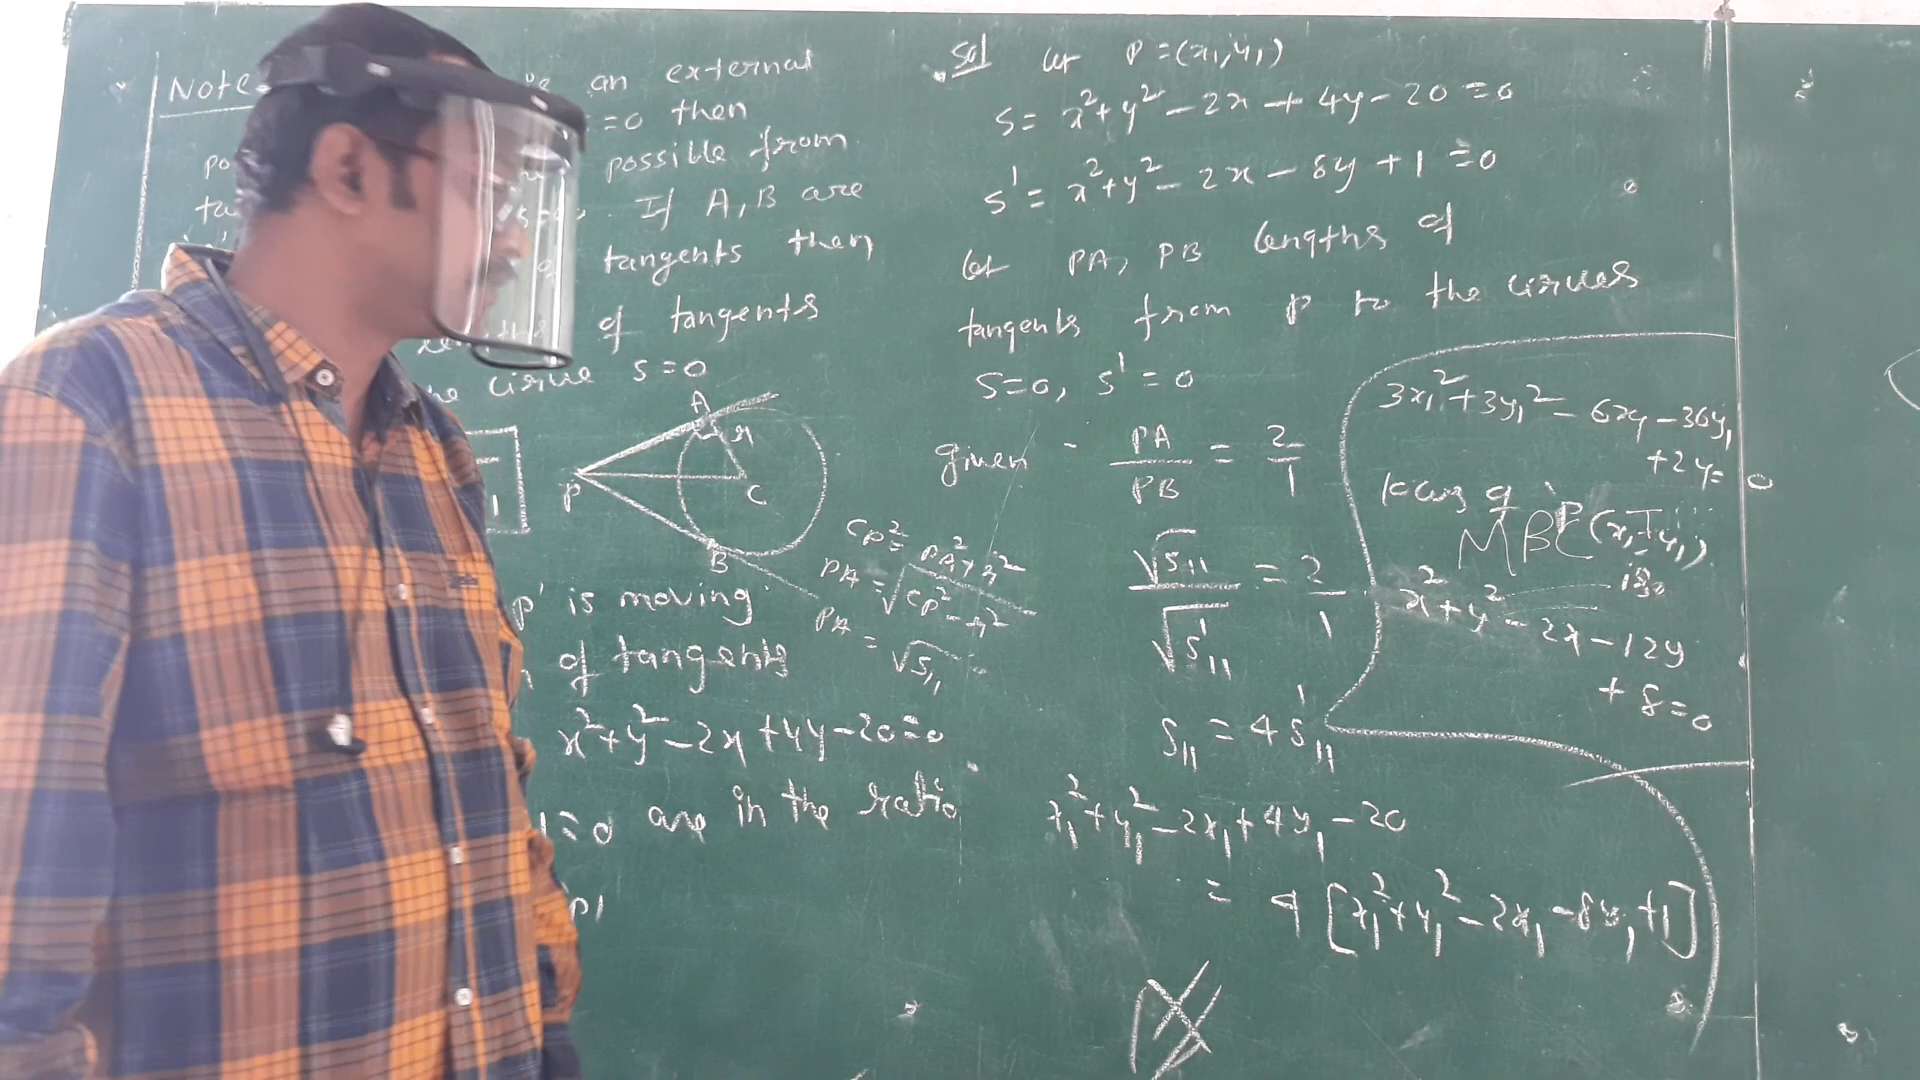 Note
an external
=0 then
possible from
If A, B are
tangents then
of tangents
circle S=0
A
r
P
C
B
CP²= PA²+r²
PA = √CP²-r²
PA = √S₁₁
p' is moving
of tangents
x²+y²-2x+4y-20=0
1=0 are in the ratio
Sol let P=(x₁,y₁)
S= x²+y²-2x+4y-20=0
S'= x²+y²-2x-8y+1=0
let PA, PB lengths of
tangents from P to the circles
S=0, S'=0
given - PA/PB = 2/1
√S₁₁/√S'₁₁ = 2/1
S₁₁ = 4S'₁₁
x₁²+y₁²-2x₁+4y₁-20
= 4[x₁²+y₁²-2x₁-8y₁+1]
3x₁²+3y₁²-6x₁-36y₁
+24=0
locus of P(x₁,y₁)
is
x²+y²-2x-12y
+8=0